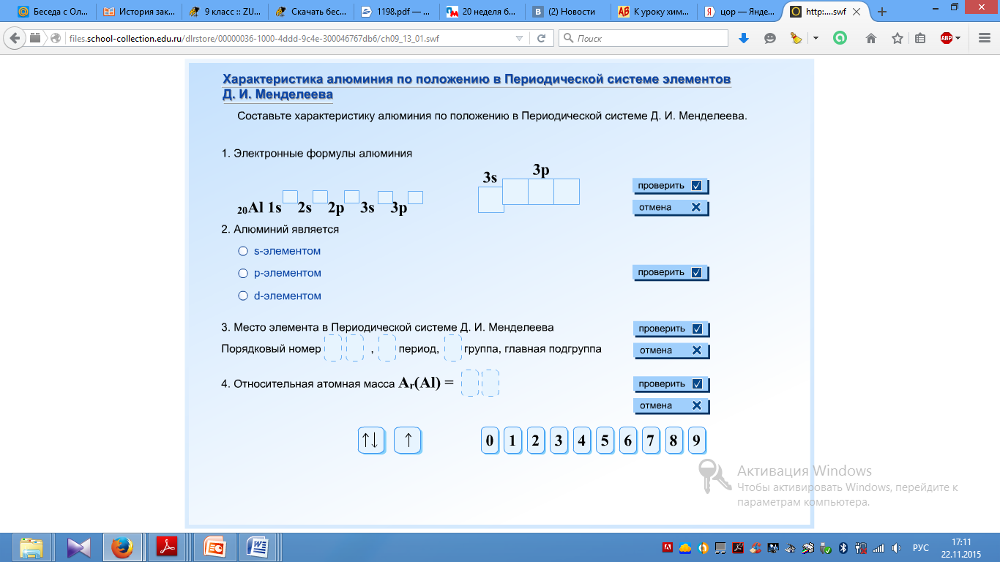 Беседа с Ол...
История зак...
9 класс :: ZU...
Скачать бес...
1198.pdf — ...
20 неделя б...
(2) Новости
К уроку хим...
цор — Янде...
http:....swf
files.school-collection.edu.ru/dlrstore/00000036-1000-4ddd-9c4e-300046767db6/ch09_13_01.swf
Поиск
ABP
Характеристика алюминия по положению в Периодической системе элементов
Д. И. Менделеева
Составьте характеристику алюминия по положению в Периодической системе Д. И. Менделеева.
1. Электронные формулы алюминия
3s 3p
проверить
20Al 1s 2s 2p 3s 3p
отмена
2. Алюминий является
s-элементом
p-элементом
проверить
d-элементом
3. Место элемента в Периодической системе Д. И. Менделеева
проверить
Порядковый номер , период, группа, главная подгруппа
отмена
4. Относительная атомная масса Ar(Al) =
проверить
отмена
↑↓ ↑ 0 1 2 3 4 5 6 7 8 9
Активация Windows
Чтобы активировать Windows, перейдите к
параметрам компьютера.
РУС
17:11
22.11.2015